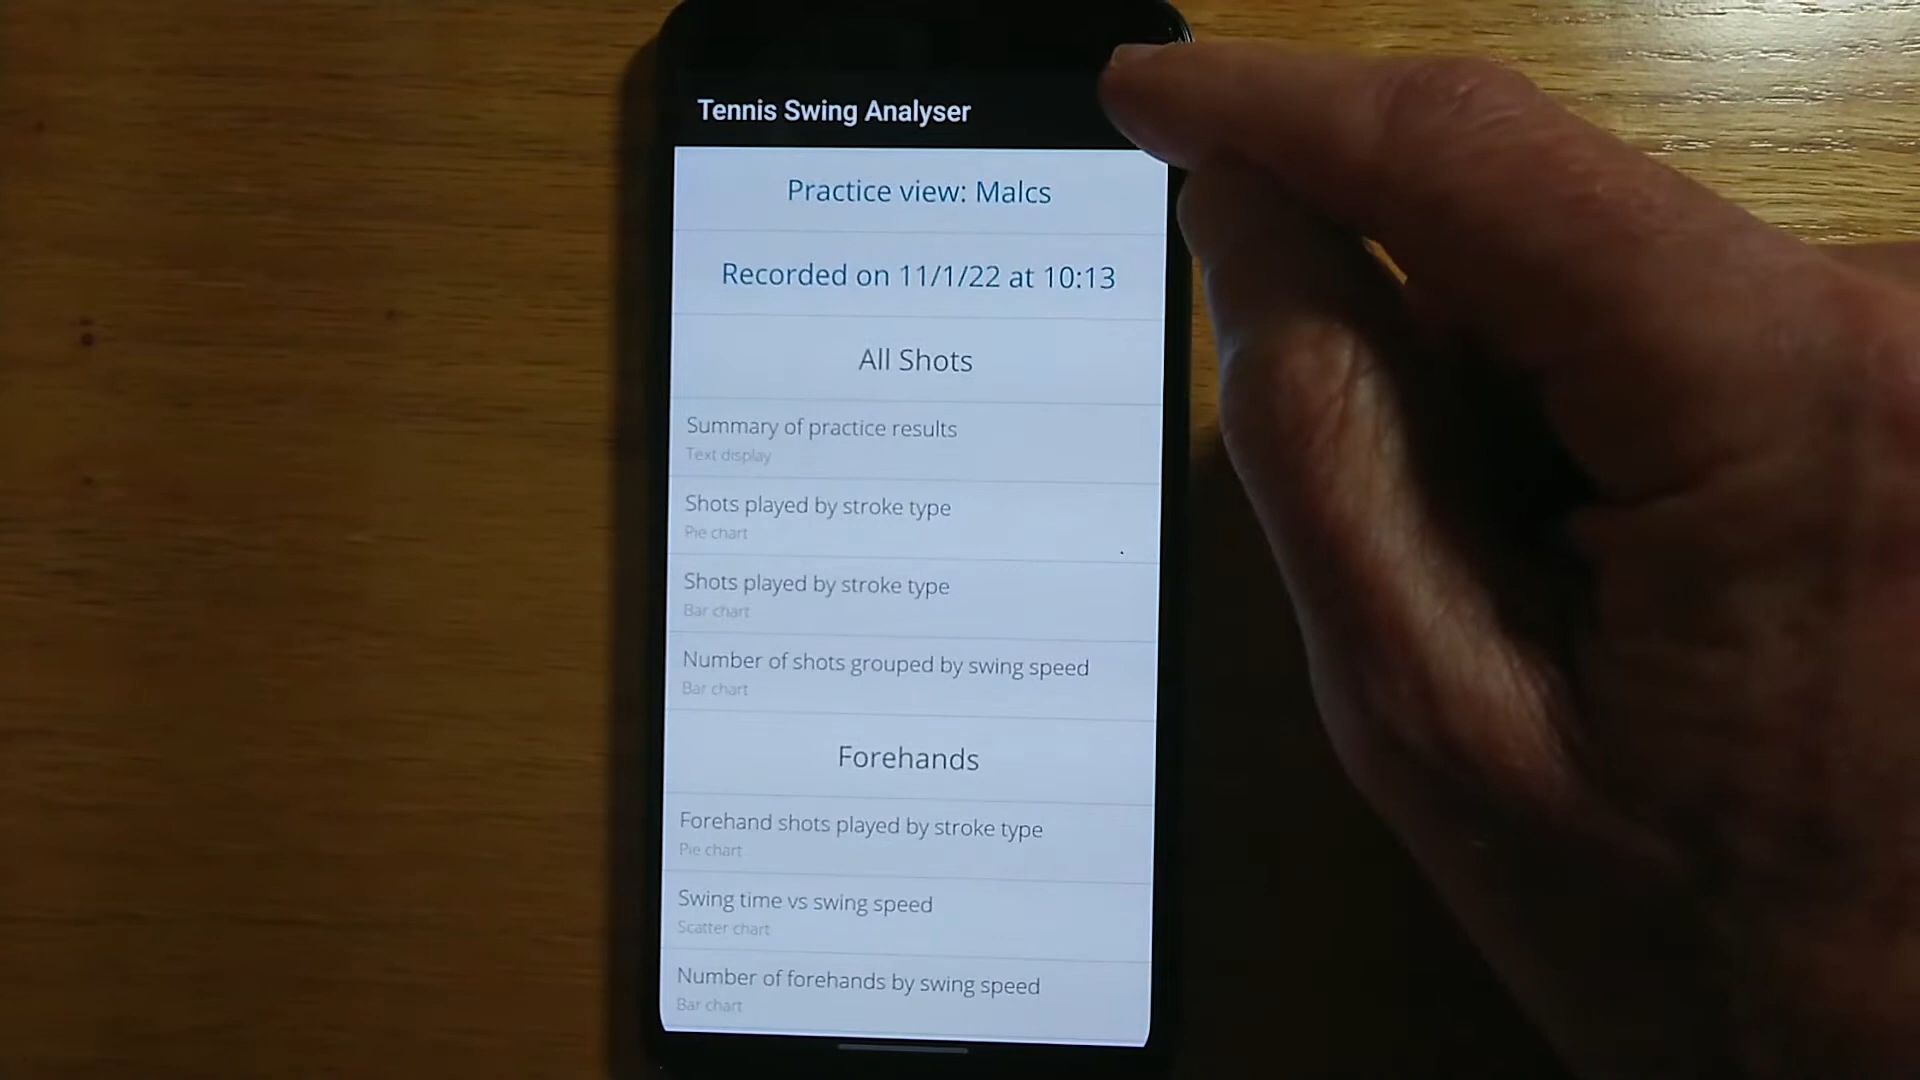 Tennis Swing Analyser
Practice view: Malcs
Recorded on 11/1/22 at 10:13
All Shots
Summary of practice results
Text display
Shots played by stroke type
Pie chart
Shots played by stroke type
Bar chart
Number of shots grouped by swing speed
Bar chart
Forehands
Forehand shots played by stroke type
Pie chart
Swing time vs swing speed
Scatter chart
Number of forehands by swing speed
Bar chart